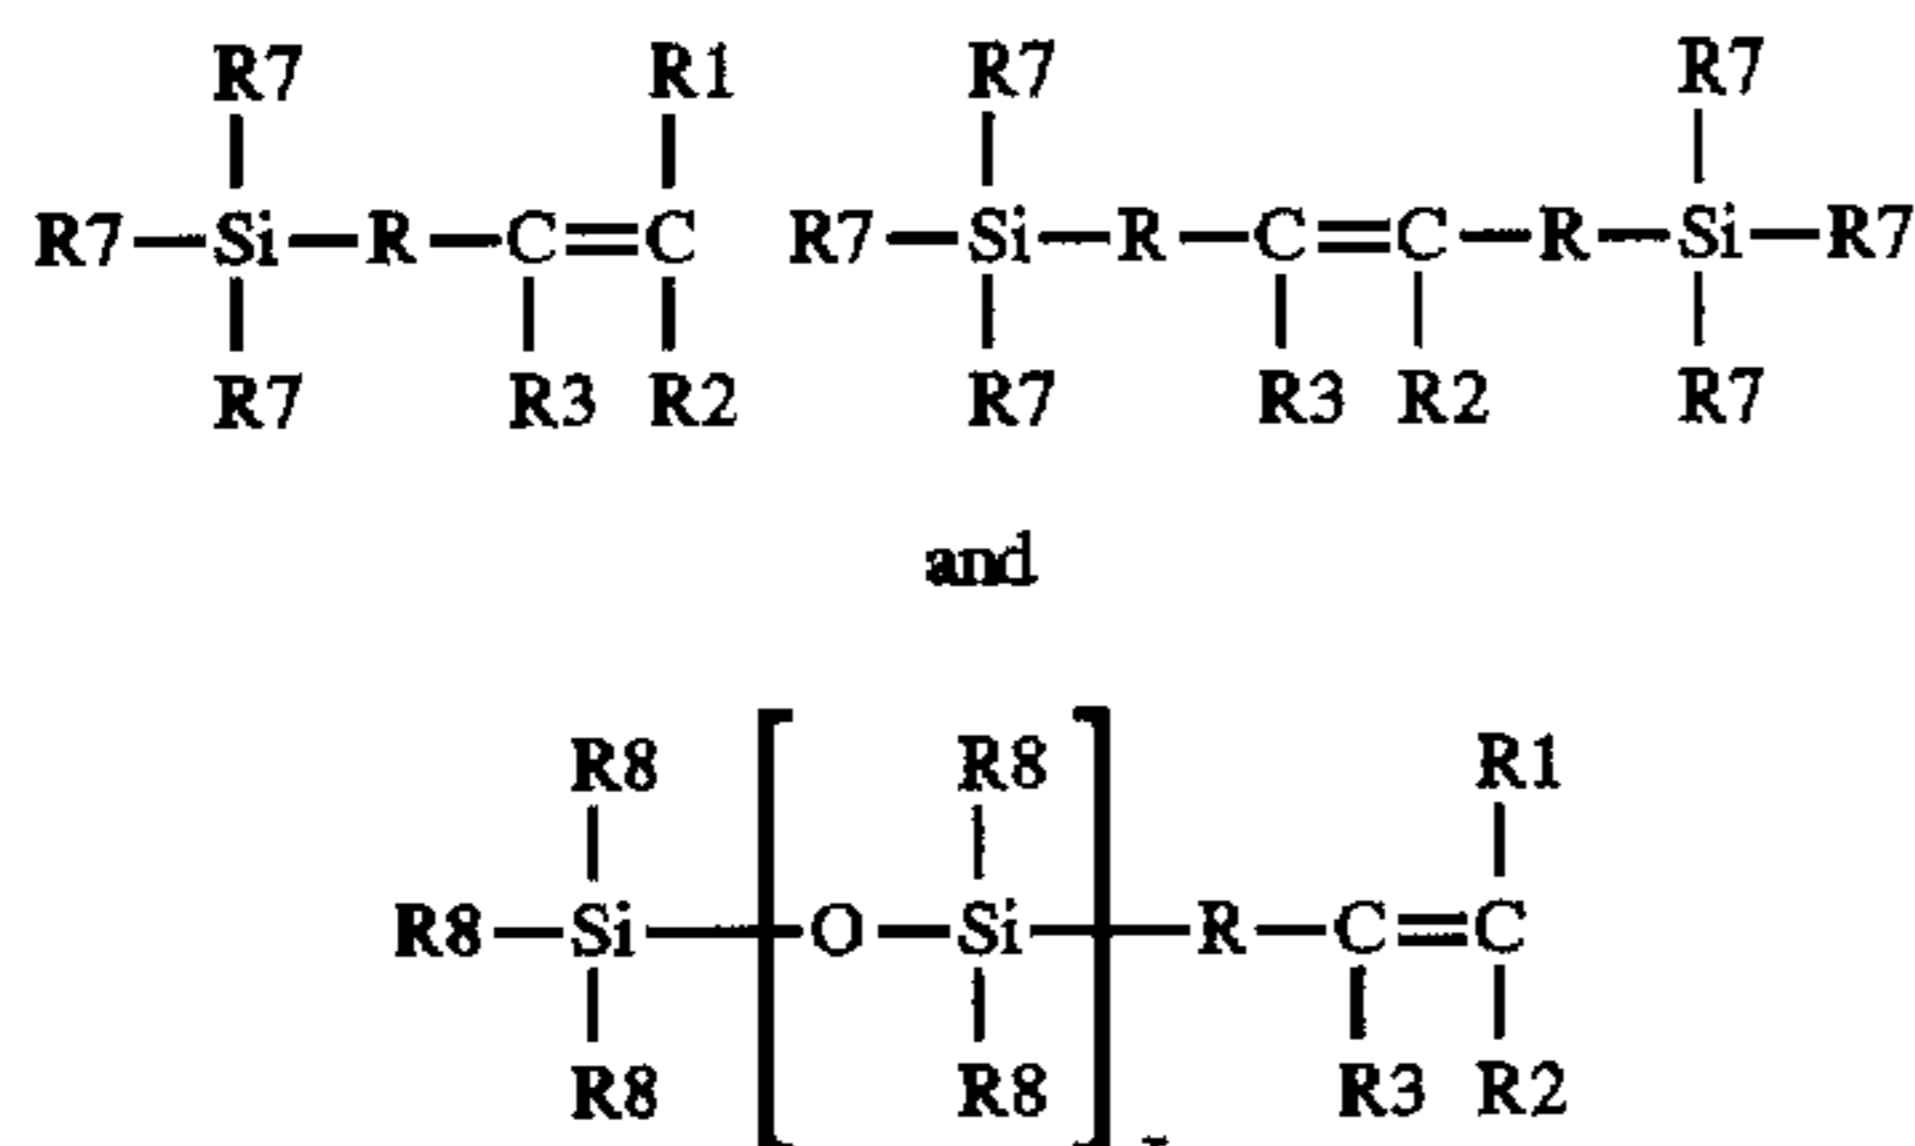 R7 R1 R7 R7
R7—Si—R—C=C R7—Si—R—C=C—R—Si—R7
R7 R3 R2 R7 R3 R2 R7
and
R8 R8 R1
R8—Si—[O—Si]—R—C=C
R8 R8 R3 R2